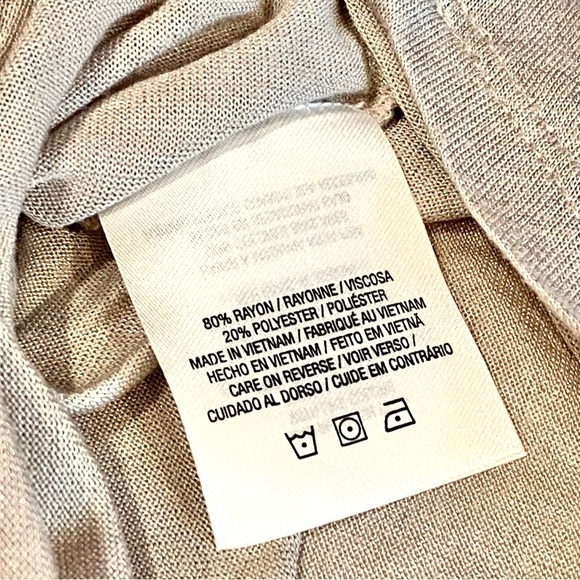 80% RAYON / RAYONNE / VISCOSA
20% POLYESTER / POLIÉSTER
MADE IN VIETNAM / FABRIQUÉ AU VIETNAM
HECHO EN VIETNAM / FEITO EM VIETNÃ
CARE ON REVERSE / VOIR VERSO /
CUIDADO AL DORSO / CUIDE EM CONTRÁRIO